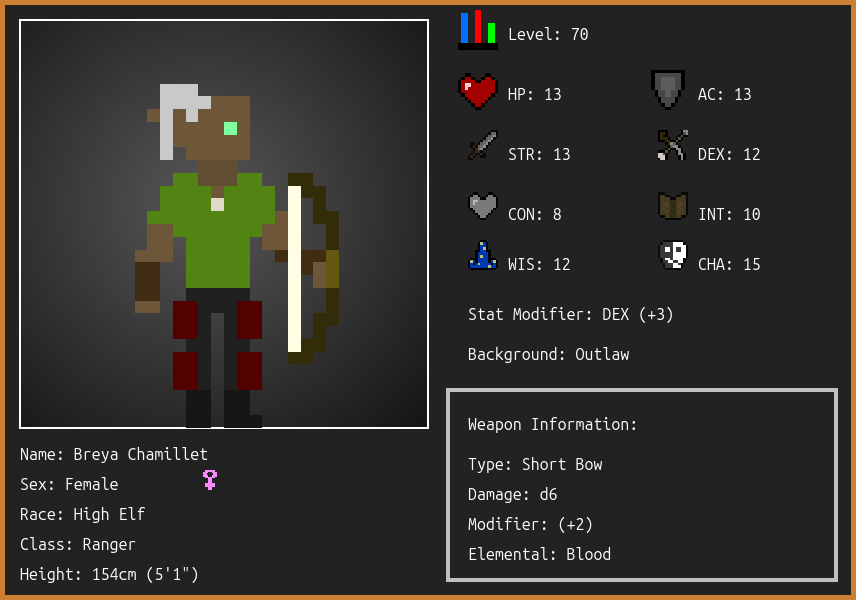 Level: 70
HP: 13
AC: 13
STR: 13
DEX: 12
CON: 8
INT: 10
WIS: 12
CHA: 15
Stat Modifier: DEX (+3)
Background: Outlaw
Weapon Information:
Type: Short Bow
Damage: d6
Modifier: (+2)
Elemental: Blood
Name: Breya Chamillet
Sex: Female
Race: High Elf
Class: Ranger
Height: 154cm (5'1")